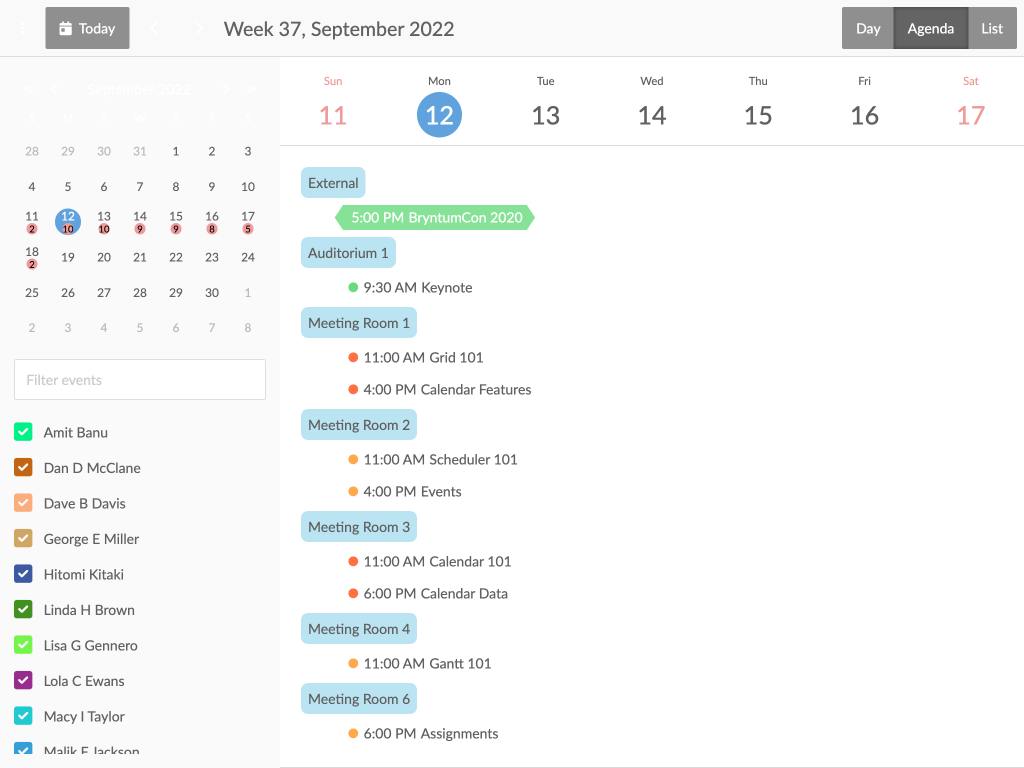 Today
Week 37, September 2022
Day Agenda List
September 2022
28 29 30 31 1 2 3
4 5 6 7 8 9 10
11 12 13 14 15 16 17
2 10 10 9 9 8 5
18 19 20 21 22 23 24
2
25 26 27 28 29 30 1
2 3 4 5 6 7 8
Filter events
Amit Banu
Dan D McClane
Dave B Davis
George E Miller
Hitomi Kitaki
Linda H Brown
Lisa G Gennero
Lola C Ewans
Macy I Taylor
Malik E Jackson
Sun Mon Tue Wed Thu Fri Sat
11 12 13 14 15 16 17
External
5:00 PM BryntumCon 2020
Auditorium 1
9:30 AM Keynote
Meeting Room 1
11:00 AM Grid 101
4:00 PM Calendar Features
Meeting Room 2
11:00 AM Scheduler 101
4:00 PM Events
Meeting Room 3
11:00 AM Calendar 101
6:00 PM Calendar Data
Meeting Room 4
11:00 AM Gantt 101
Meeting Room 6
6:00 PM Assignments